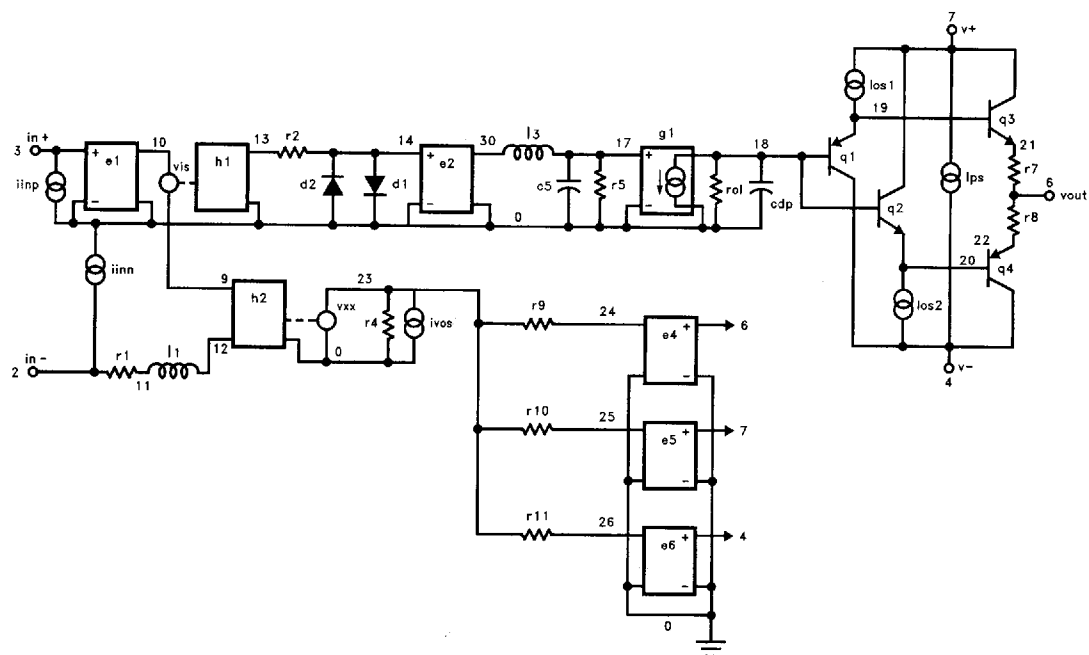 7
v+
Ios1
19
q3
in+
3
10
vis
13
r2
14
30
l3
17
g1
18
21
iinp
e1
h1
d2
d1
e2
c5
r5
rol
cdp
q1
Ips
r7
6
vout
0
q2
r8
iinn
22
20
q4
9
h2
23
vxx
r4
ivos
Ios2
r9
24
e4
6
in-
2
r1
11
l1
12
0
v-
4
r10
25
e5
7
r11
26
e6
4
0
+
-
+
-
+
-
+
-
+
-
+
-